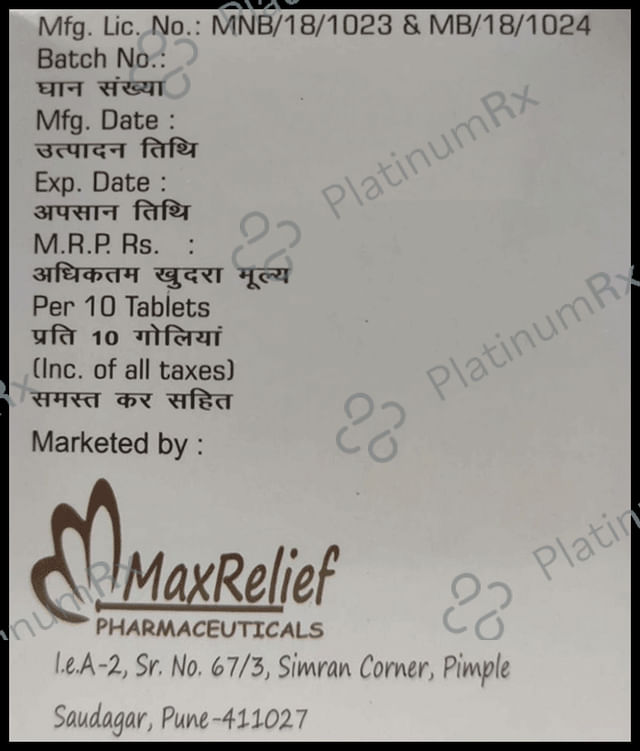 Mfg. Lic. No.: MNB/18/1023 & MB/18/1024
Batch No.:
घान संख्या
Mfg. Date :
उत्पादन तिथि
Exp. Date :
अपसान तिथि
M.R.P. Rs. :
अधिकतम खुदरा मूल्य
Per 10 Tablets
प्रति 10 गोलियां
(Inc. of all taxes)
समस्त कर सहित
Marketed by :
MaxRelief
PHARMACEUTICALS
I.e.A-2, Sr. No. 67/3, Simran Corner, Pimple
Saudagar, Pune-411027
PlatinumRx
PlatinumRx